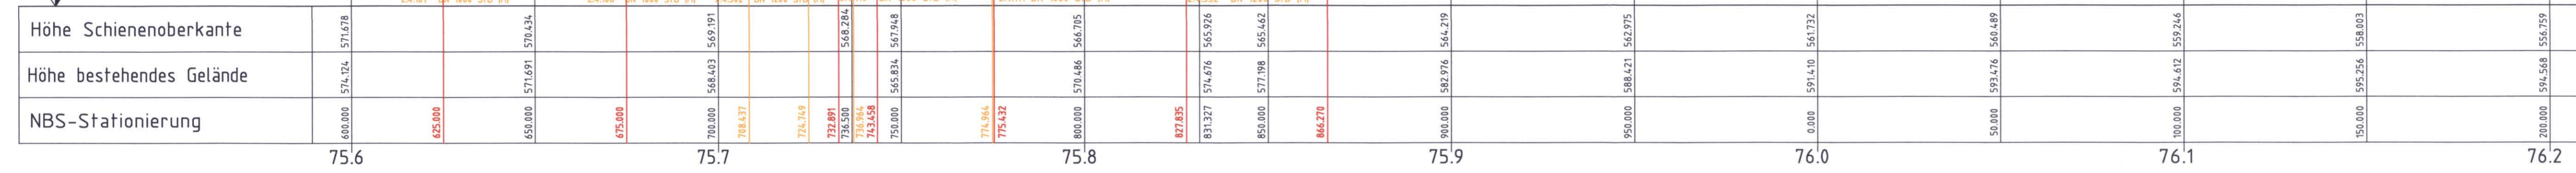 Höhe Schienenoberkante 571.678 570.434 569.191 568.284 567.948 566.705 565.926 565.462 564.219 562.975 561.732 560.489 559.246 558.003 556.759
Höhe bestehendes Gelände 574.124 571.691 568.403 565.834 570.486 574.676 577.198 582.976 588.421 591.410 593.476 594.612 595.256 594.568
NBS-Stationierung 600.000 625.000 650.000 675.000 700.000 708.437 724.749 732.891 736.500 736.964 743.458 750.000 774.964 775.432 800.000 827.835 831.327 850.000 866.270 900.000 950.000 0.000 50.000 100.000 150.000 200.000
75.6 75.7 75.8 75.9 76.0 76.1 76.2